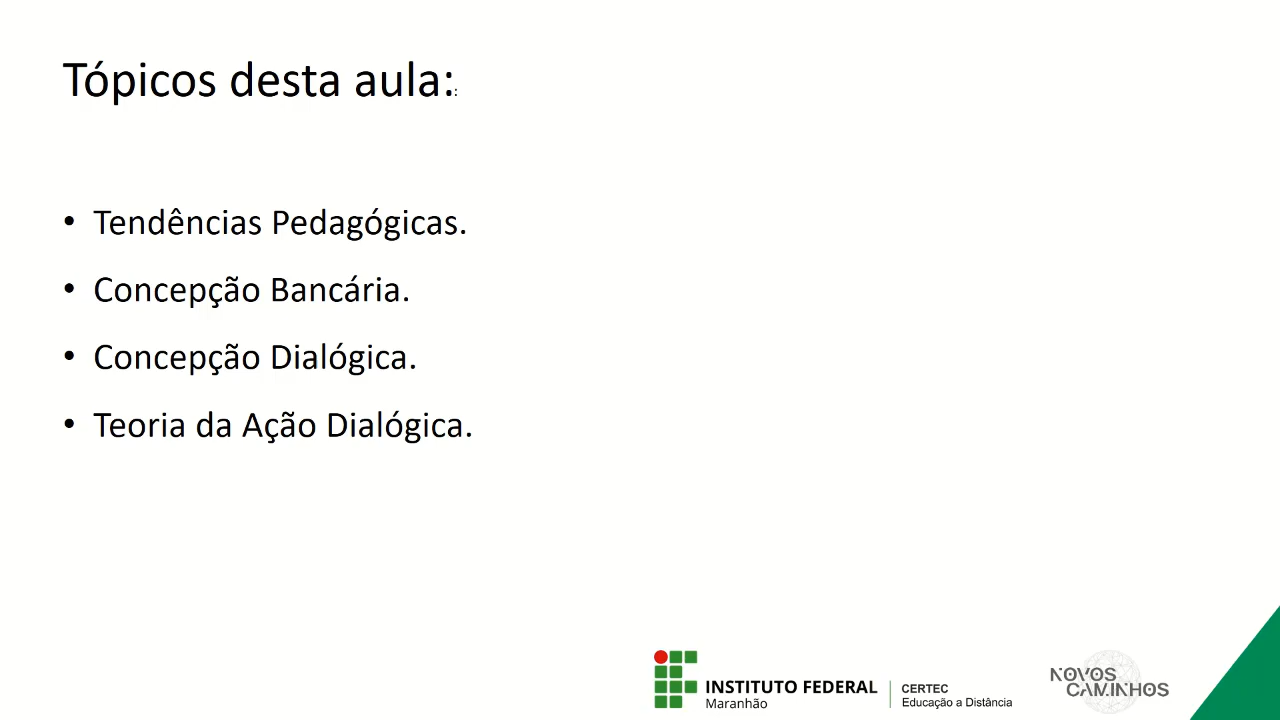 Tópicos desta aula::
• Tendências Pedagógicas.
• Concepção Bancária.
• Concepção Dialógica.
• Teoria da Ação Dialógica.
INSTITUTO FEDERAL
Maranhão
CERTEC
Educação a Distância
NOVOS
CAMINHOS